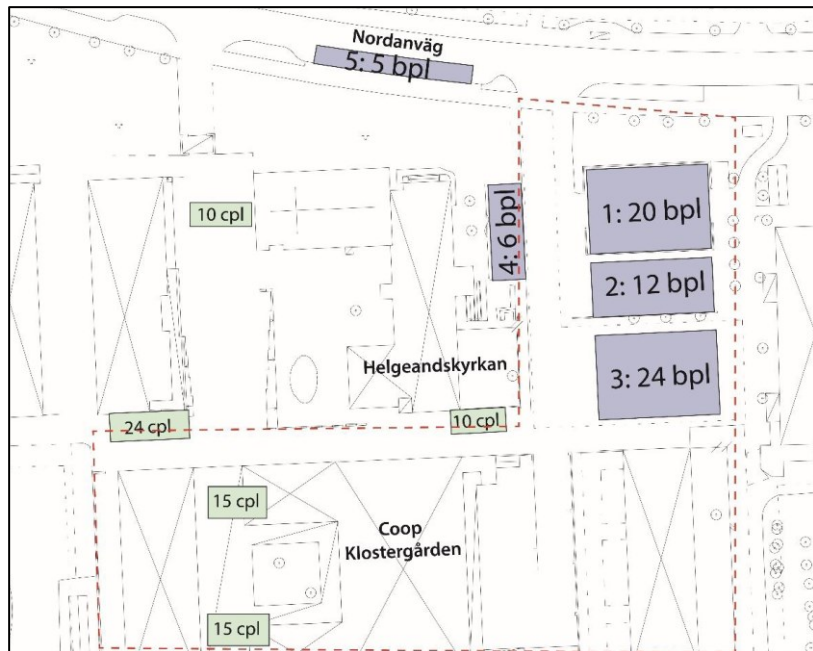 Nordanväg
5: 5 bpl
10 cpl
4: 6 bpl
1: 20 bpl
2: 12 bpl
Helgeandskyrkan
3: 24 bpl
24 cpl
10 cpl
15 cpl
Coop
Klostergården
15 cpl